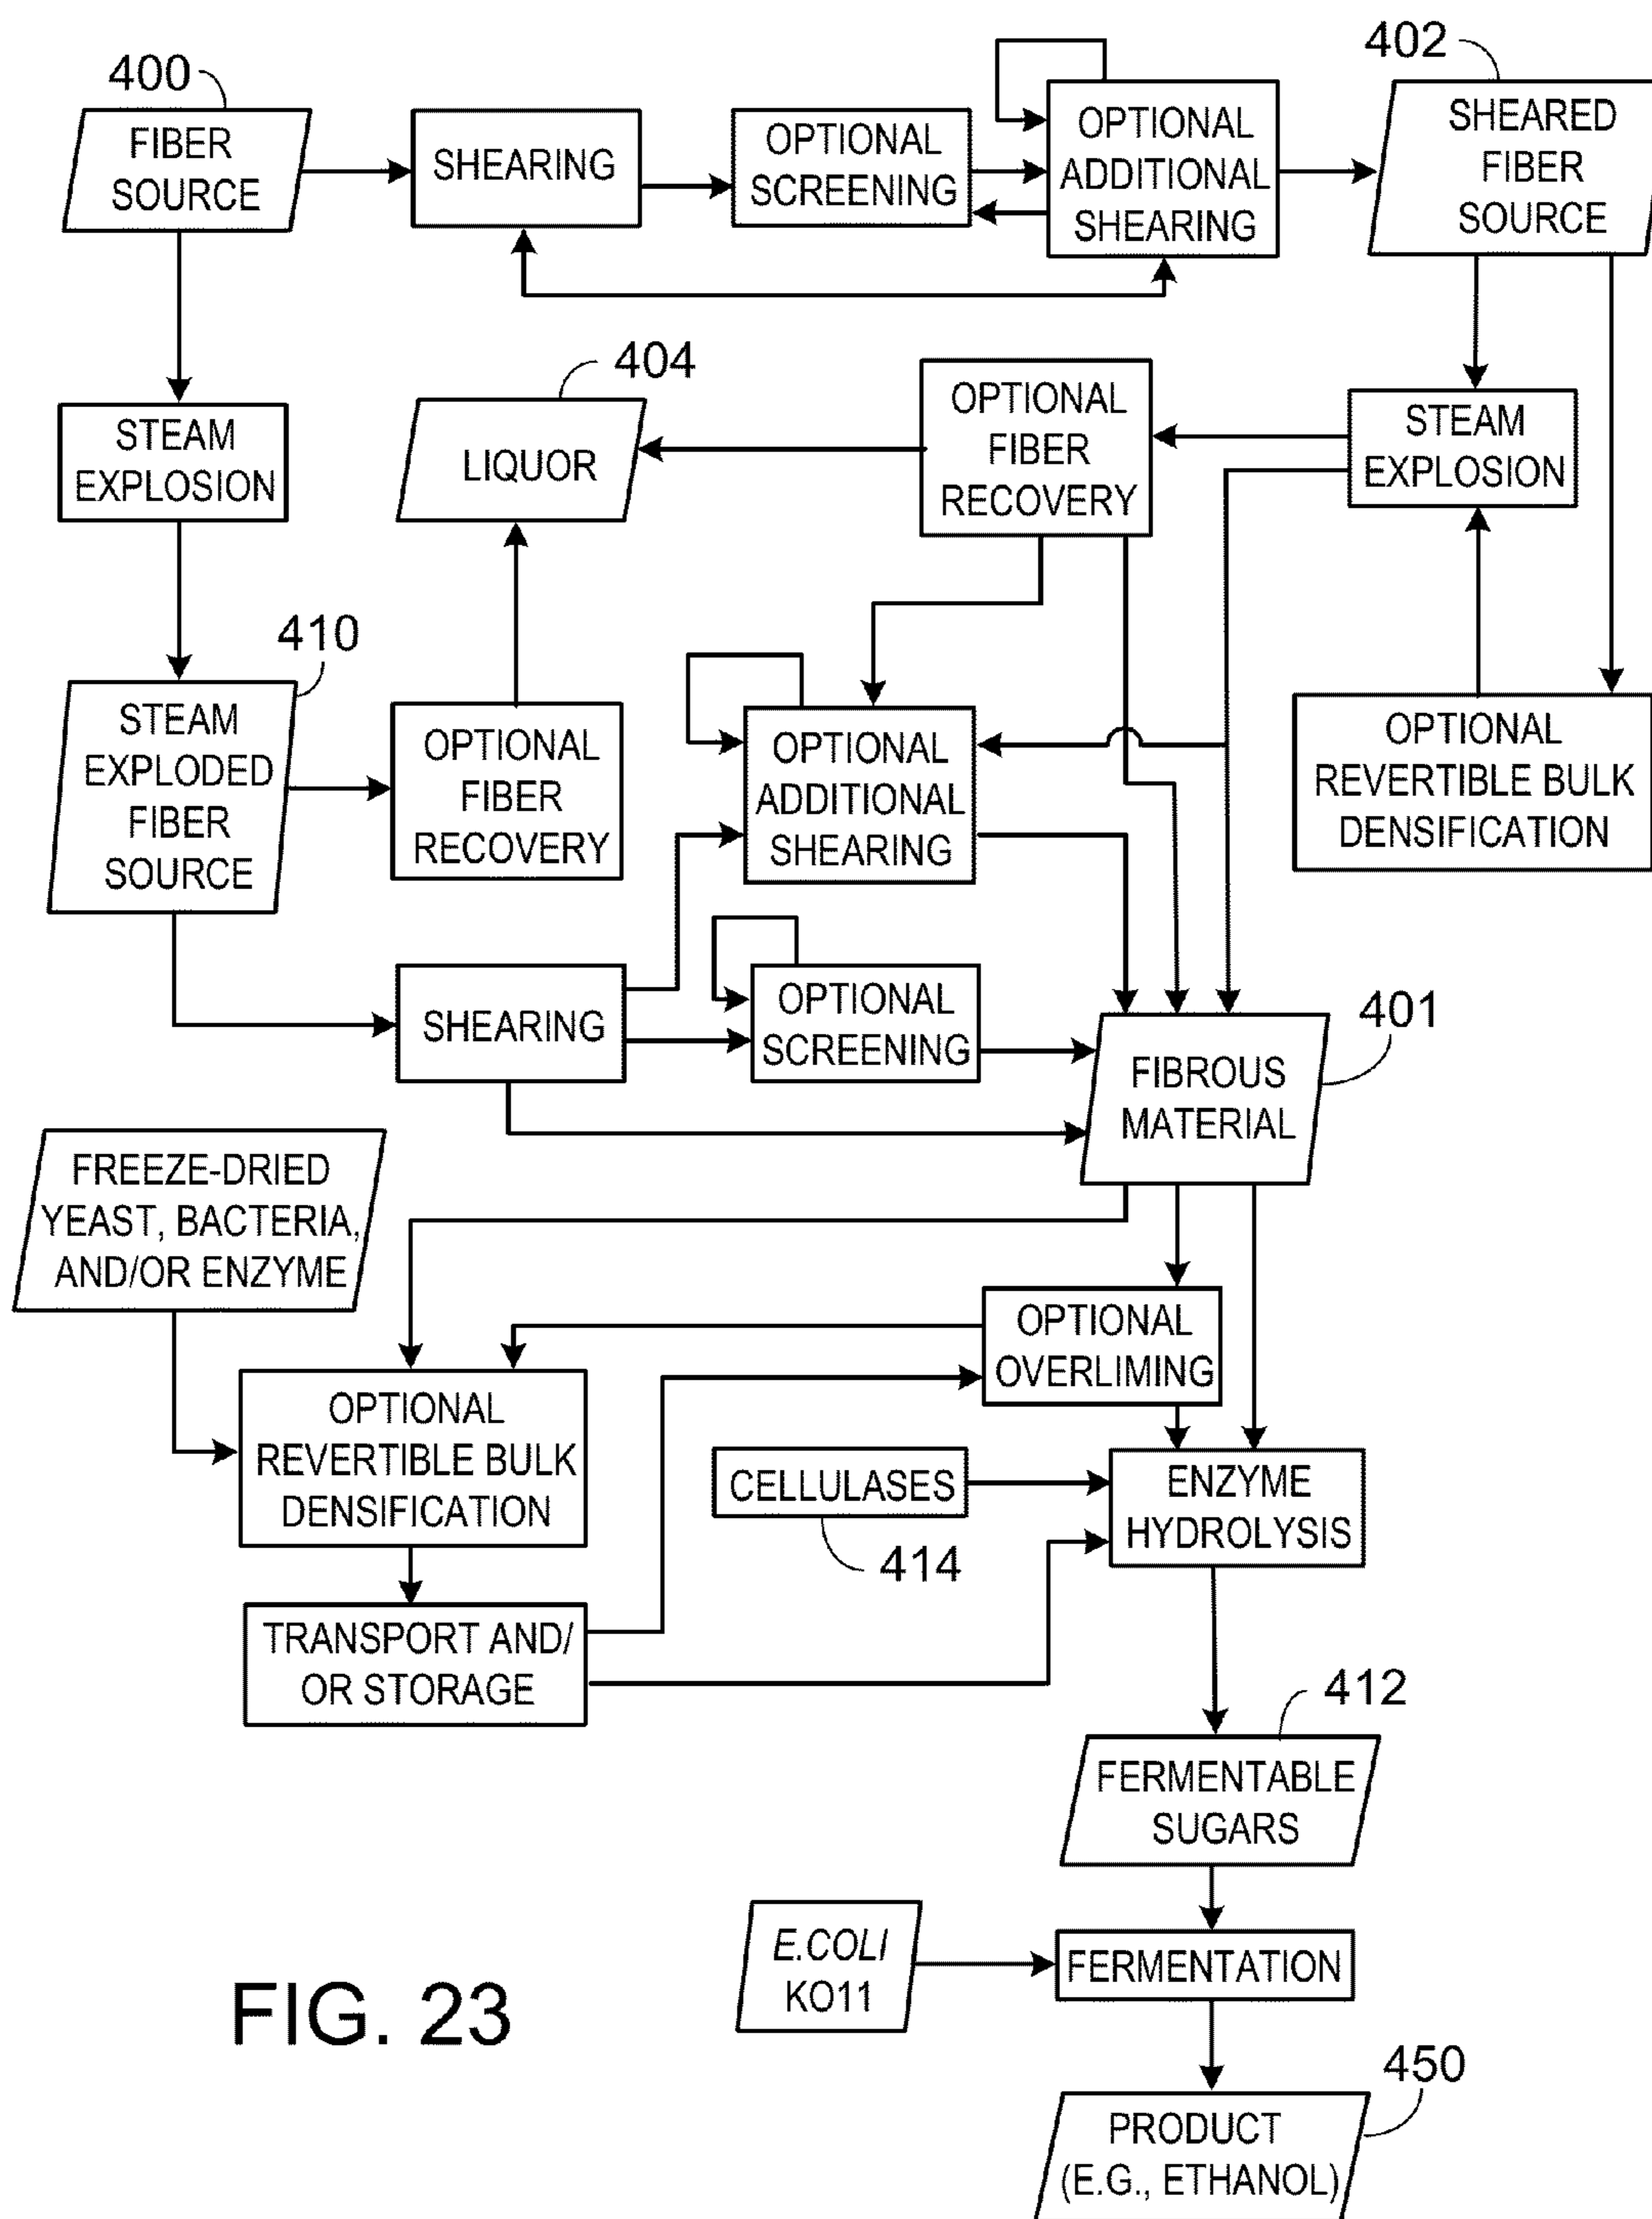 400
402
FIBER
SOURCE
SHEARING
OPTIONAL
SCREENING
OPTIONAL
ADDITIONAL
SHEARING
SHEARED
FIBER
SOURCE
404
STEAM
EXPLOSION
LIQUOR
OPTIONAL
FIBER
RECOVERY
STEAM
EXPLOSION
410
STEAM
EXPLODED
FIBER
SOURCE
OPTIONAL
FIBER
RECOVERY
OPTIONAL
ADDITIONAL
SHEARING
OPTIONAL
REVERTIBLE BULK
DENSIFICATION
SHEARING
OPTIONAL
SCREENING
401
FIBROUS
MATERIAL
FREEZE-DRIED
YEAST, BACTERIA,
AND/OR ENZYME
OPTIONAL
OVERLIMING
OPTIONAL
REVERTIBLE BULK
DENSIFICATION
CELLULASES
414
ENZYME
HYDROLYSIS
TRANSPORT AND/
OR STORAGE
412
FERMENTABLE
SUGARS
E.COLI
KO11
FERMENTATION
FIG. 23
450
PRODUCT
(E.G., ETHANOL)